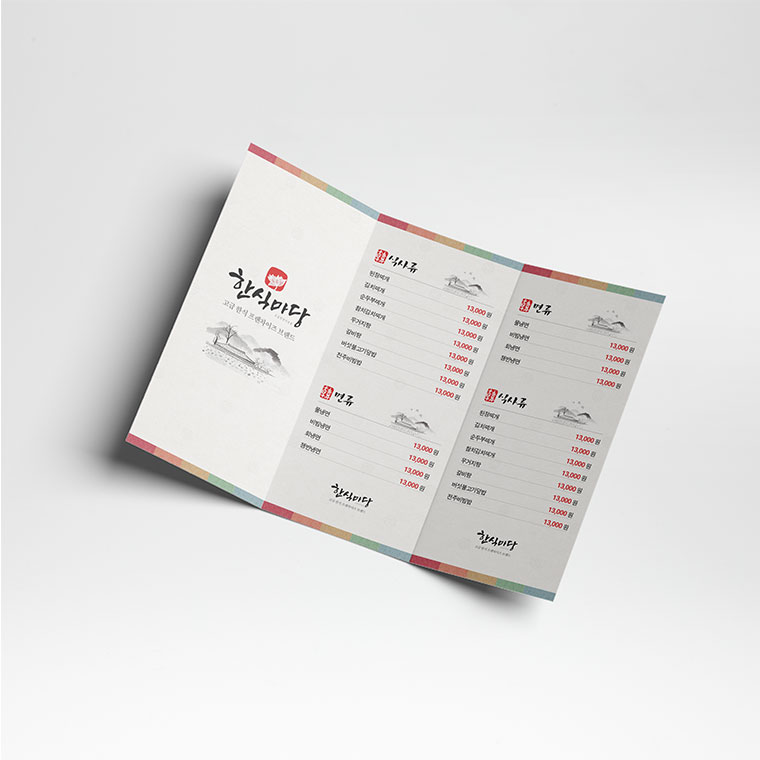 한식마당
고급 한식 프랜차이즈 브랜드
식사류
된장찌개
김치찌개 13,000 원
순두부찌개 13,000 원
참치김치찌개 13,000 원
우거지탕 13,000 원
갈비탕 13,000 원
버섯불고기덮밥 13,000 원
전주비빔밥 13,000 원
13,000 원
면류
물냉면
비빔냉면 13,000 원
회냉면 13,000 원
쟁반냉면 13,000 원
13,000 원
한식마당
면류
물냉면
비빔냉면 13,000 원
회냉면 13,000 원
쟁반냉면 13,000 원
13,000 원
식사류
된장찌개
김치찌개 13,000 원
순두부찌개 13,000 원
참치김치찌개 13,000 원
우거지탕 13,000 원
갈비탕 13,000 원
버섯불고기덮밥 13,000 원
전주비빔밥 13,000 원
13,000 원
한식마당